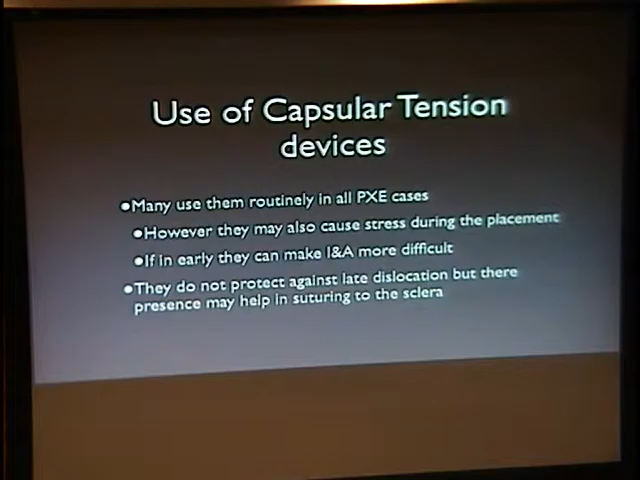 Use of Capsular Tension
devices
•Many use them routinely in all PXE cases
•However they may also cause stress during the placement
•If in early they can make I&A more difficult
•They do not protect against late dislocation but there
presence may help in suturing to the sclera